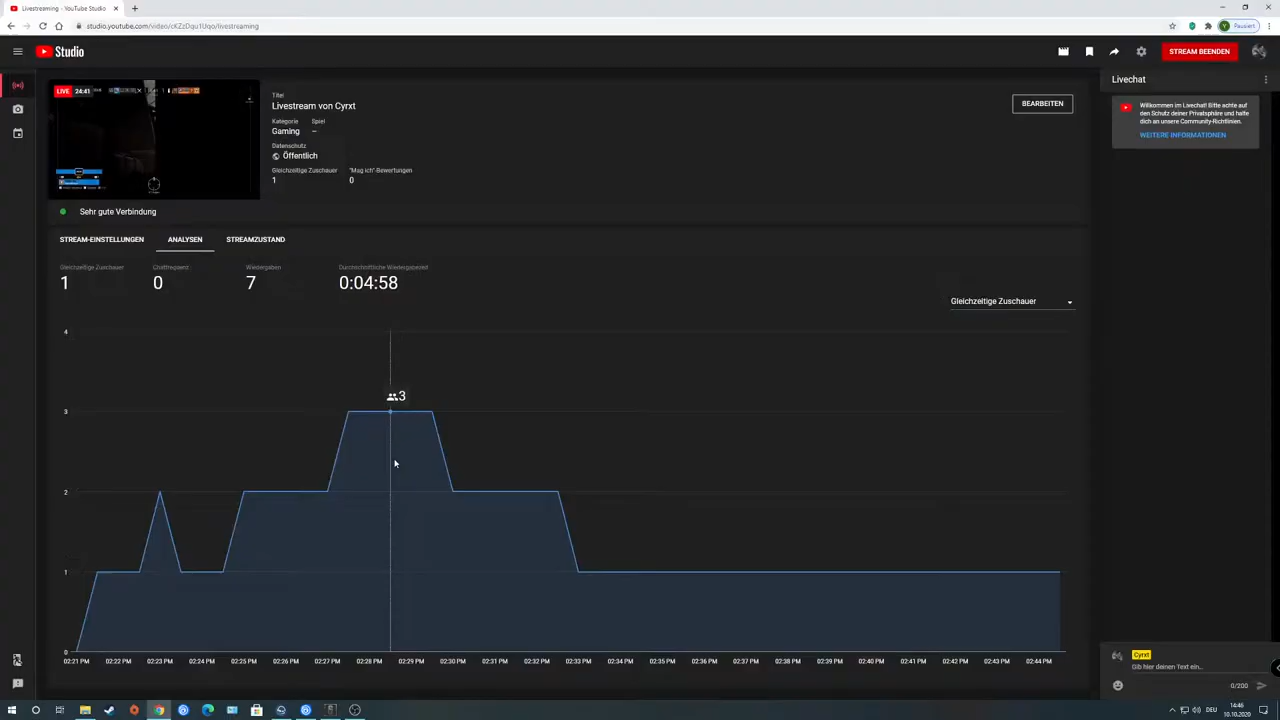 Livestreaming - YouTube Studio
studio.youtube.com/video/cKZzDqu1Uqo/livestreaming
Pausiert
Studio
STREAM BEENDEN
LIVE 24:41
Titel
Livestream von Cyrxt
Kategorie Spiel
Gaming –
Datenschutz
Öffentlich
Gleichzeitige Zuschauer "Mag ich"-Bewertungen
1 0
BEARBEITEN
Sehr gute Verbindung
STREAM-EINSTELLUNGEN ANALYSEN STREAMZUSTAND
Gleichzeitige Zuschauer Chatfrequenz Wiedergaben Durchschnittliche Wiedergabezeit
1 0 7 0:04:58
Gleichzeitige Zuschauer
4
3
3
2
1
0
02:21 PM 02:22 PM 02:23 PM 02:24 PM 02:25 PM 02:26 PM 02:27 PM 02:28 PM 02:29 PM 02:30 PM 02:31 PM 02:32 PM 02:33 PM 02:34 PM 02:35 PM 02:36 PM 02:37 PM 02:38 PM 02:39 PM 02:40 PM 02:41 PM 02:42 PM 02:43 PM 02:44 PM
Livechat
Willkommen im Livechat! Bitte achte auf
den Schutz deiner Privatsphäre und halte
dich an unsere Community-Richtlinien.
WEITERE INFORMATIONEN
Cyrxt
Gib hier deinen Text ein...
0/200
DEU
14:46
10.10.2020